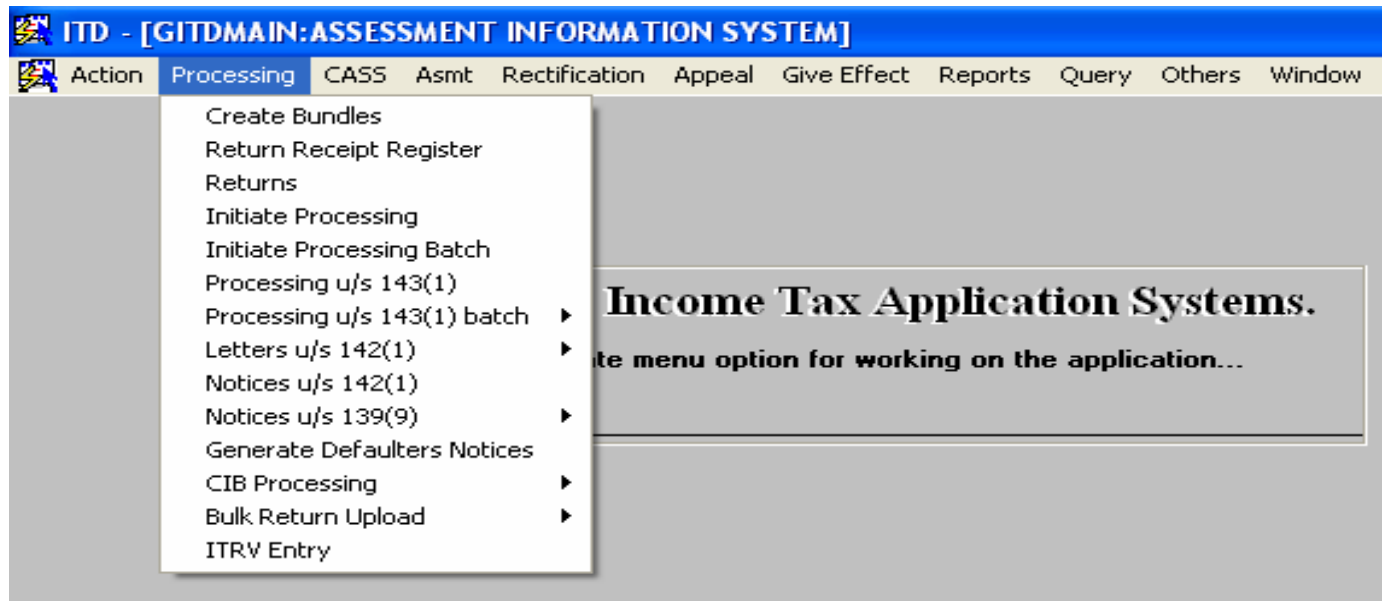 ITD - [GITDMAIN:ASSESSMENT INFORMATION SYSTEM]
Action Processing CASS Asmt Rectification Appeal Give Effect Reports Query Others Window
Create Bundles
Return Receipt Register
Returns
Initiate Processing
Initiate Processing Batch
Processing u/s 143(1)
Processing u/s 143(1) batch
Letters u/s 142(1)
Notices u/s 142(1)
Notices u/s 139(9)
Generate Defaulters Notices
CIB Processing
Bulk Return Upload
ITRV Entry
Income Tax Application Systems.
menu option for working on the application...